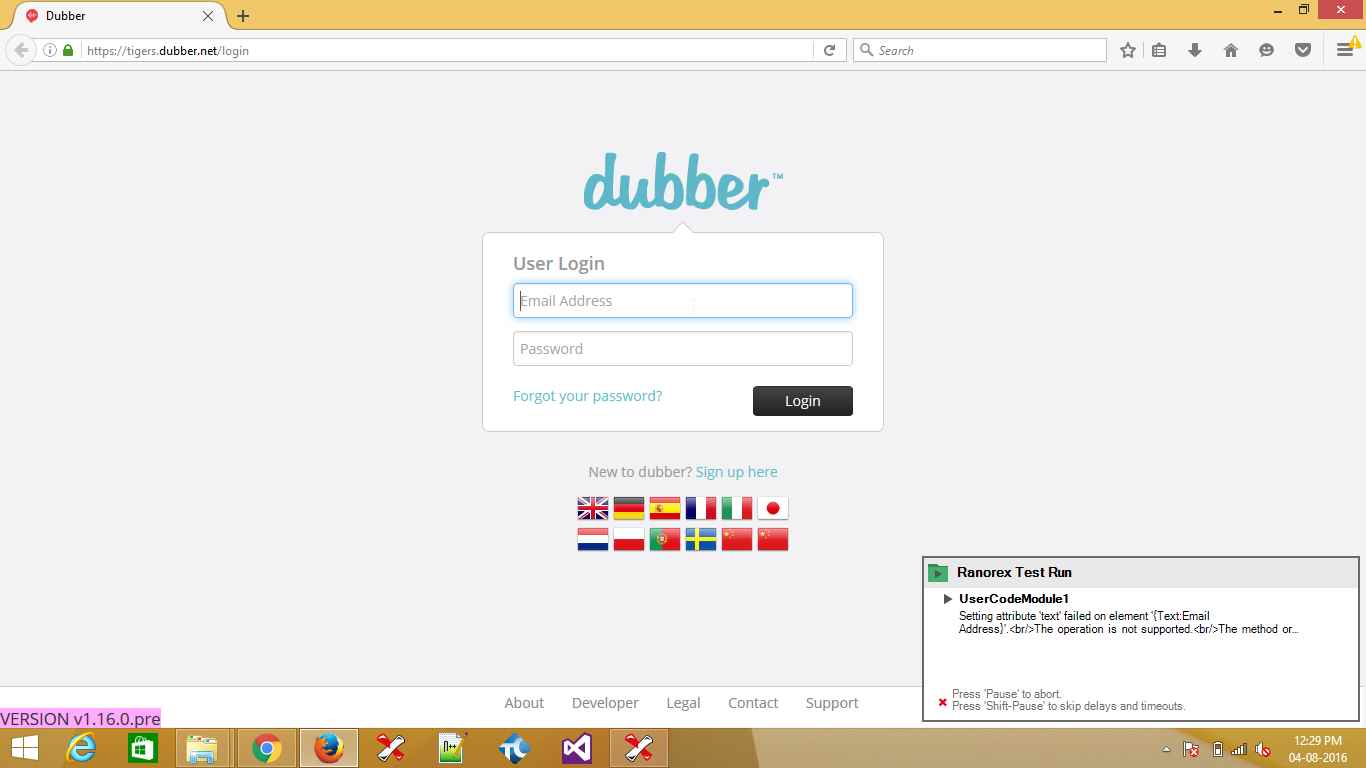 Dubber
https://tigers.dubber.net/login
Search
dubber™
User Login
Email Address
Password
Forgot your password?
Login
New to dubber? Sign up here
Ranorex Test Run
UserCodeModule1
Setting attribute 'text' failed on element '{Text:Email
Address}'.<br/>The operation is not supported.<br/>The method or...
Press 'Pause' to abort.
Press 'Shift-Pause' to skip delays and timeouts.
About Developer Legal Contact Support
VERSION v1.16.0.pre
12:29 PM
04-08-2016